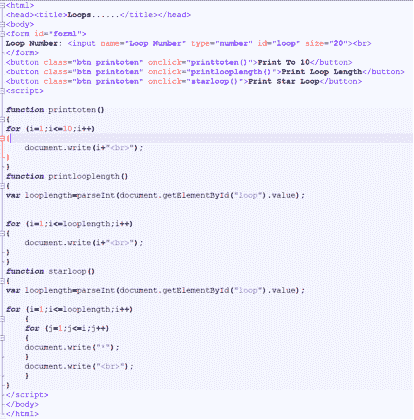 <html>
<head><title>Loops......</title></head>
<body>
<form id="form1">
Loop Number: <input name="Loop Number" type="number" id="loop" size="20"><br>
</form>
<button class="btn printoten" onclick="printtoten()">Print To 10</button>
<button class="btn printoten" onclick="printlooplength()">Print Loop Length</button>
<button class="btn printoten" onclick="starloop()">Print Star Loop</button>
<script>
function printtoten()
{
for (i=1;i<=10;i++)
{
document.write(i+"<br>");
}
}
function printlooplength()
{
var looplength=parseInt(document.getElementById("loop").value);
for (i=1;i<=looplength;i++)
{
document.write(i+"<br>");
}
}
function starloop()
{
var looplength=parseInt(document.getElementById("loop").value);
for (i=1;i<=looplength;i++)
{
for (j=1;j<=i;j++)
{
document.write("*");
}
document.write("<br>");
}
}
</script>
</body>
</html>